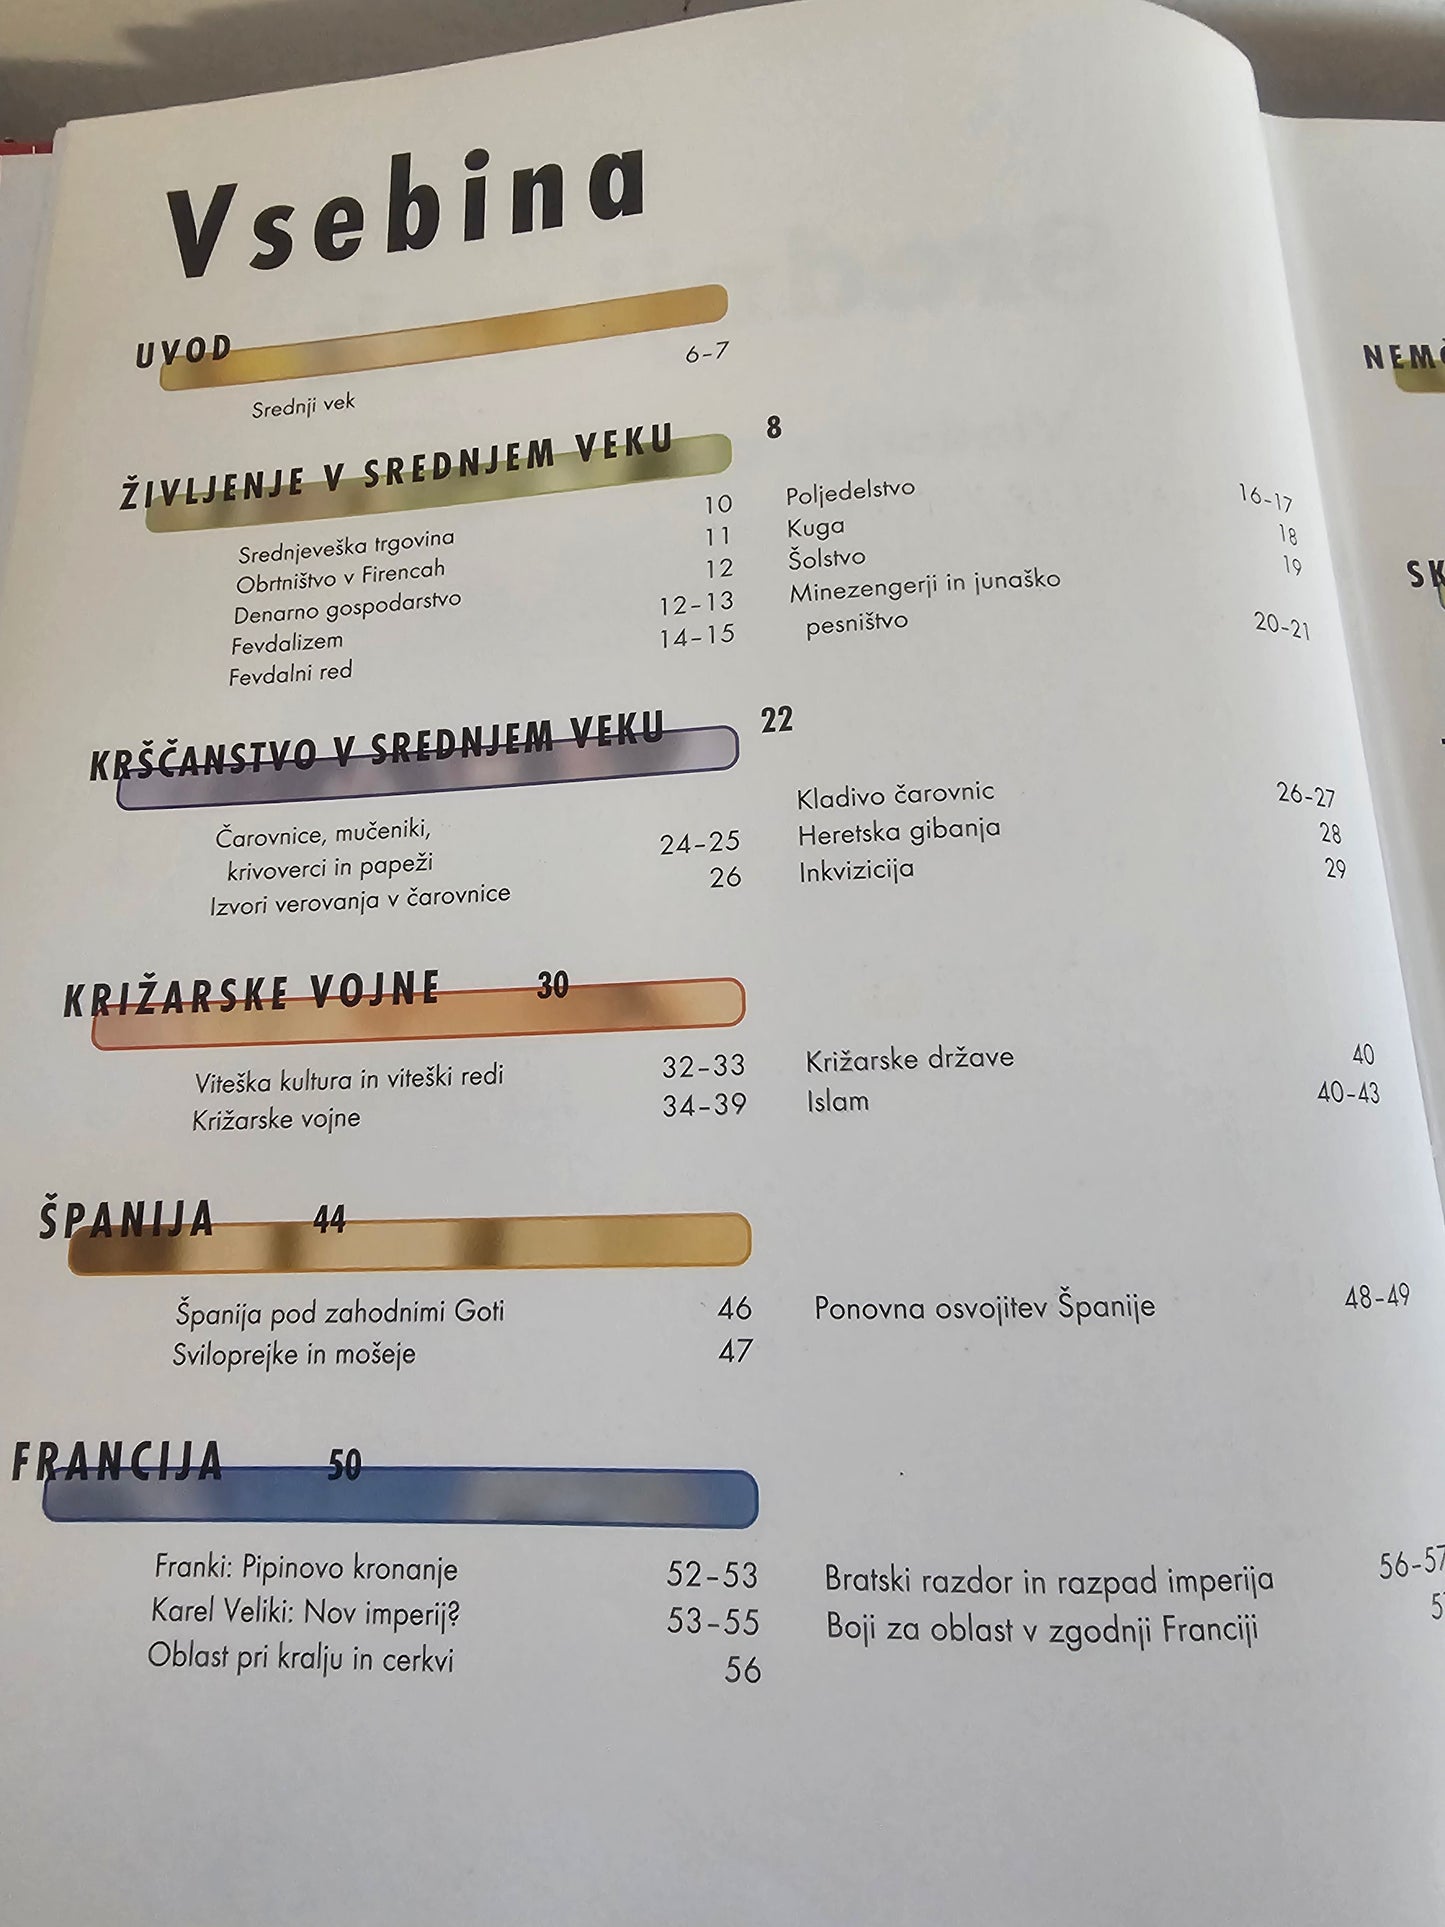 Vsebina
UVOD
Srednji vek 6-7
ŽIVLJENJE V SREDNJEM VEKU 8
Srednjeveška trgovina 10
Obrtništvo v Firencah 11
Denarno gospodarstvo 12
Fevdalizem 12-13
Fevdalni red 14-15
Poljedelstvo 16-17
Kuga 18
Šolstvo 19
Minezengerji in junaško
pesništvo 20-21
KRŠČANSTVO V SREDNJEM VEKU 22
Čarovnice, mučeniki,
krivoverci in papeži 24-25
Izvori verovanja v čarovnice 26
Kladivo čarovnic 26-27
Heretska gibanja 28
Inkvizicija 29
KRIŽARSKE VOJNE 30
Viteška kultura in viteški redi 32-33
Križarske vojne 34-39
Križarske države 40
Islam 40-43
ŠPANIJA 44
Španija pod zahodnimi Goti 46
Sviloprejke in mošeje 47
Ponovna osvojitev Španije 48-49
FRANCIJA 50
Franki: Pipinovo kronanje 52-53
Karel Veliki: Nov imperij? 53-55
Oblast pri kralju in cerkvi 56
Bratski razdor in razpad imperija 56-57
Boji za oblast v zgodnji Franciji